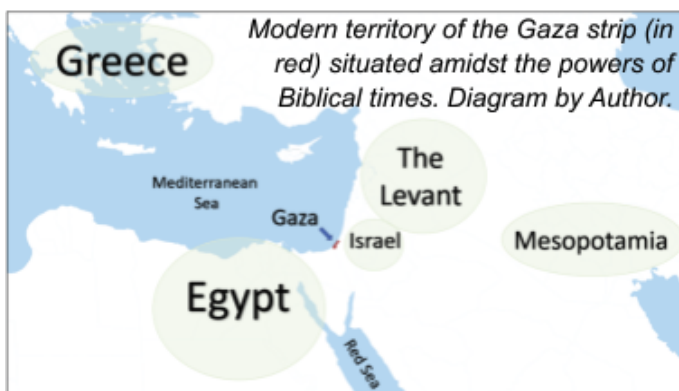 Modern territory of the Gaza strip (in
red) situated amidst the powers of
Biblical times. Diagram by Author.
Greece
The
Levant
Mediterranean
Sea
Gaza
Israel
Mesopotamia
Egypt
Red Sea